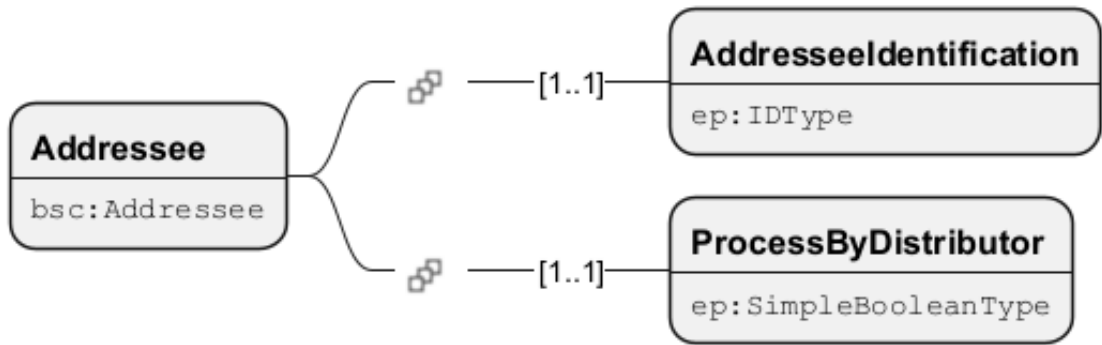 Addressee
bsc:Addressee
[1..1]
AddresseeIdentification
ep:IDType
[1..1]
ProcessByDistributor
ep:SimpleBooleanType